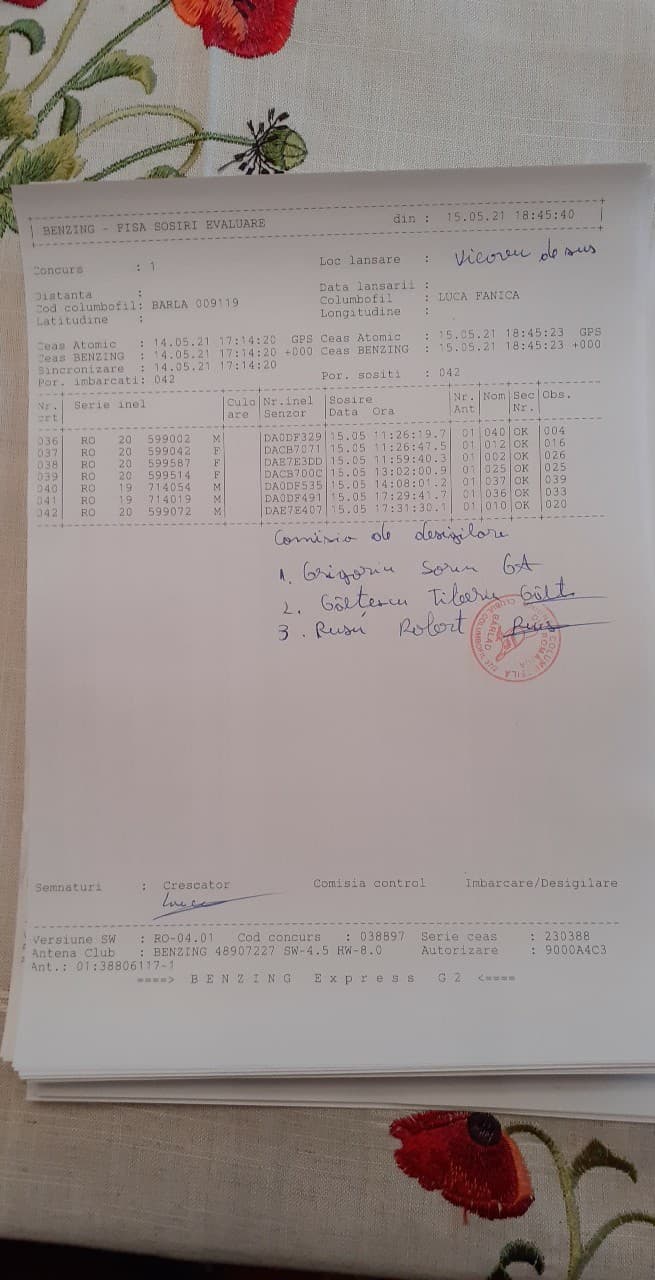 BENZING - FISA SOSIRI EVALUARE din : 15.05.21 18:45:40
Concurs : 1 Loc lansare : Vicovu de sus
Distanta : Data lansarii :
Cod columbofil: BARLA 009119 Columbofil : LUCA FANICA
Latitudine : Longitudine :
Ceas Atomic : 14.05.21 17:14:20 GPS Ceas Atomic : 15.05.21 18:45:23 GPS
Ceas BENZING : 14.05.21 17:14:20 +000 Ceas BENZING : 15.05.21 18:45:23 +000
Sincronizare : 14.05.21 17:14:20
Por. imbarcati: 042 Por. sositi : 042
Nr. Serie inel Culo Nr.inel Sosire Nr. Nom Sec Obs.
crt are Senzor Data Ora Ant Nr.
036 RO 20 599002 M DA0DF329 15.05 11:26:19.7 01 040 OK 004
037 RO 20 599042 F DACB7071 15.05 11:26:47.5 01 012 OK 016
038 RO 20 599587 F DAE7E3DD 15.05 11:59:40.3 01 002 OK 026
039 RO 20 599514 F DACB700C 15.05 13:02:00.9 01 025 OK 025
040 RO 19 714054 M DA0DF535 15.05 14:08:01.2 01 037 OK 039
041 RO 19 714019 M DA0DF491 15.05 17:29:41.7 01 036 OK 033
042 RO 20 599072 M DAE7E407 15.05 17:31:30.1 01 010 OK 020
Comisia de desigilare
1. Grigoriu Sorin
2. Gôltescu Tiberiu
3. Rusu Robert
BARLAD
Semnaturi : Crescator Comisia control Imbarcare/Desigilare
Versiune SW : RO-04.01 Cod concurs : 038897 Serie ceas : 230388
Antena Club : BENZING 48907227 SW-4.5 HW-8.0 Autorizare : 9000A4C3
Ant.: 01:38806117-1
====> B E N Z I N G E x p r e s s G 2 <====